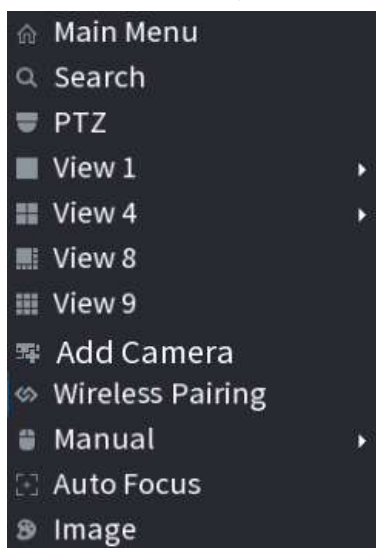 Main Menu
Search
PTZ
View 1
View 4
View 8
View 9
Add Camera
Wireless Pairing
Manual
Auto Focus
Image